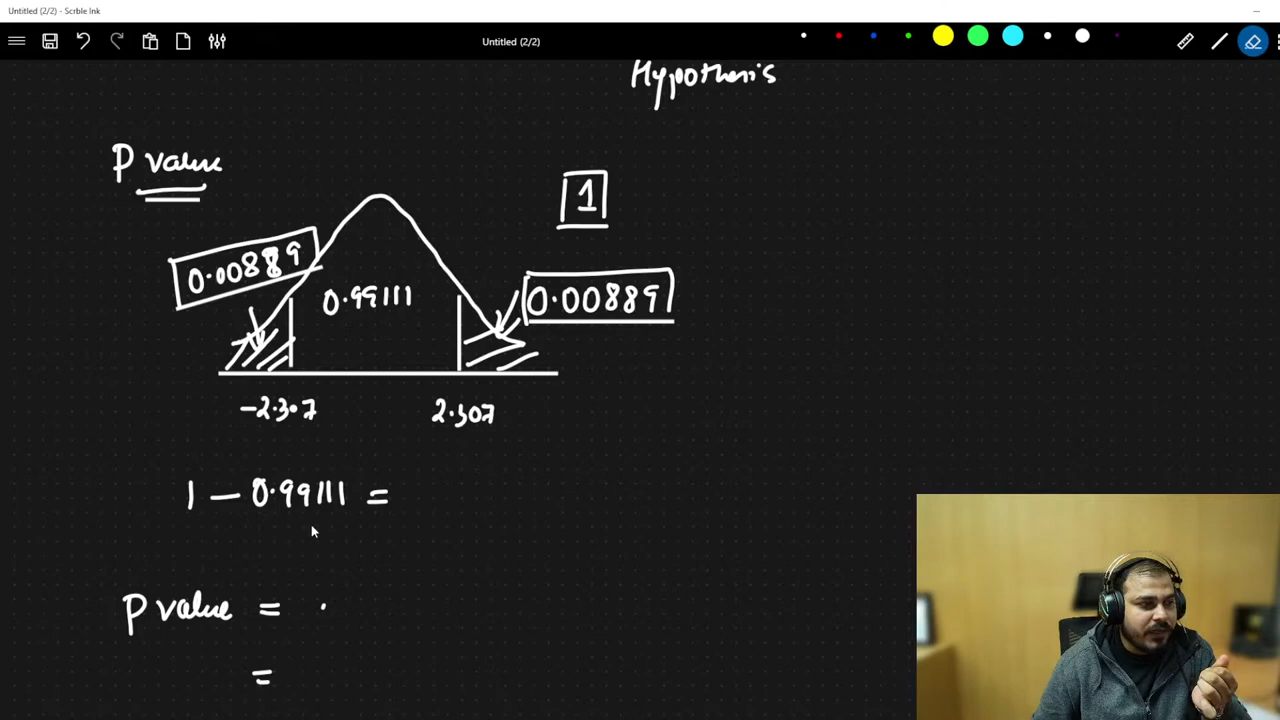 Untitled (2/2) - Scrble Ink
Untitled (2/2)
Hypothesis
P value
1
0.00889
0.99111
0.00889
-2.307
2.307
1 - 0.99111 =
P value = .
=